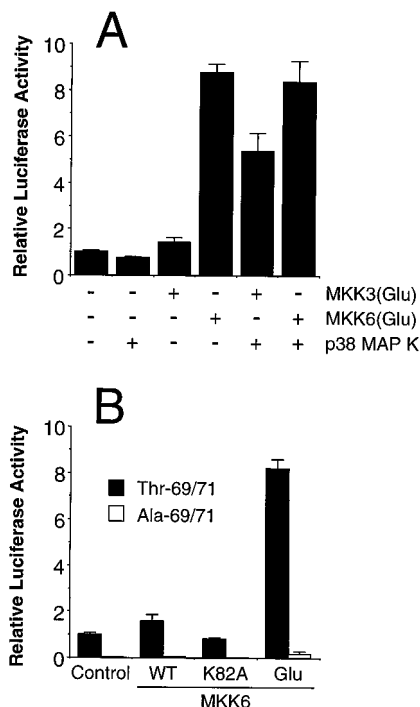 A
Relative Luciferase Activity
10
8
6
4
2
0
- - + - + - MKK3(Glu)
- - - + - + MKK6(Glu)
- + - - + + p38 MAP K
B
Relative Luciferase Activity
10
8
6
4
2
0
Thr-69/71
Ala-69/71
Control WT K82A Glu
MKK6